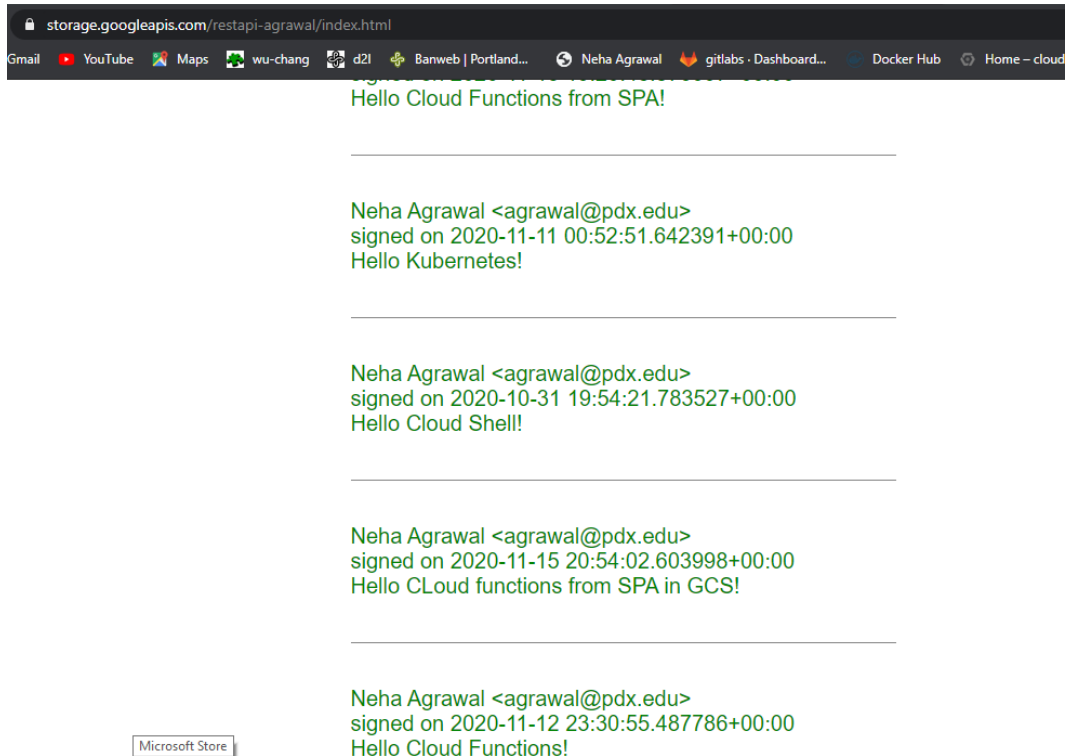 storage.googleapis.com/restapi-agrawal/index.html
Gmail YouTube Maps wu-chang d2l Banweb | Portland... Neha Agrawal gitlabs · Dashboard... Docker Hub Home – cloud
Hello Cloud Functions from SPA!
Neha Agrawal <agrawal@pdx.edu>
signed on 2020-11-11 00:52:51.642391+00:00
Hello Kubernetes!
Neha Agrawal <agrawal@pdx.edu>
signed on 2020-10-31 19:54:21.783527+00:00
Hello Cloud Shell!
Neha Agrawal <agrawal@pdx.edu>
signed on 2020-11-15 20:54:02.603998+00:00
Hello CLoud functions from SPA in GCS!
Neha Agrawal <agrawal@pdx.edu>
signed on 2020-11-12 23:30:55.487786+00:00
Hello Cloud Functions!
Microsoft Store